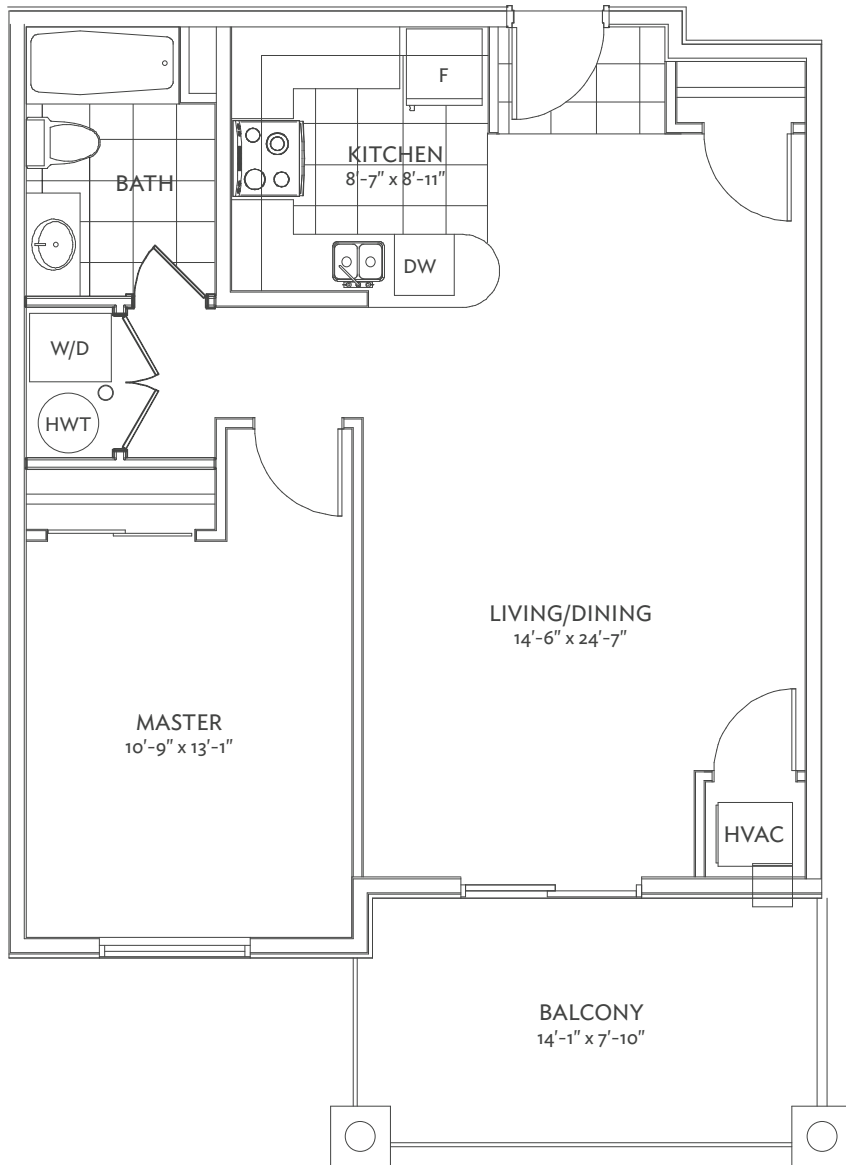 F
KITCHEN
8'-7" x 8'-11"
BATH
DW
W/D
HWT
LIVING/DINING
14'-6" x 24'-7"
MASTER
10'-9" x 13'-1"
HVAC
BALCONY
14'-1" x 7'-10"